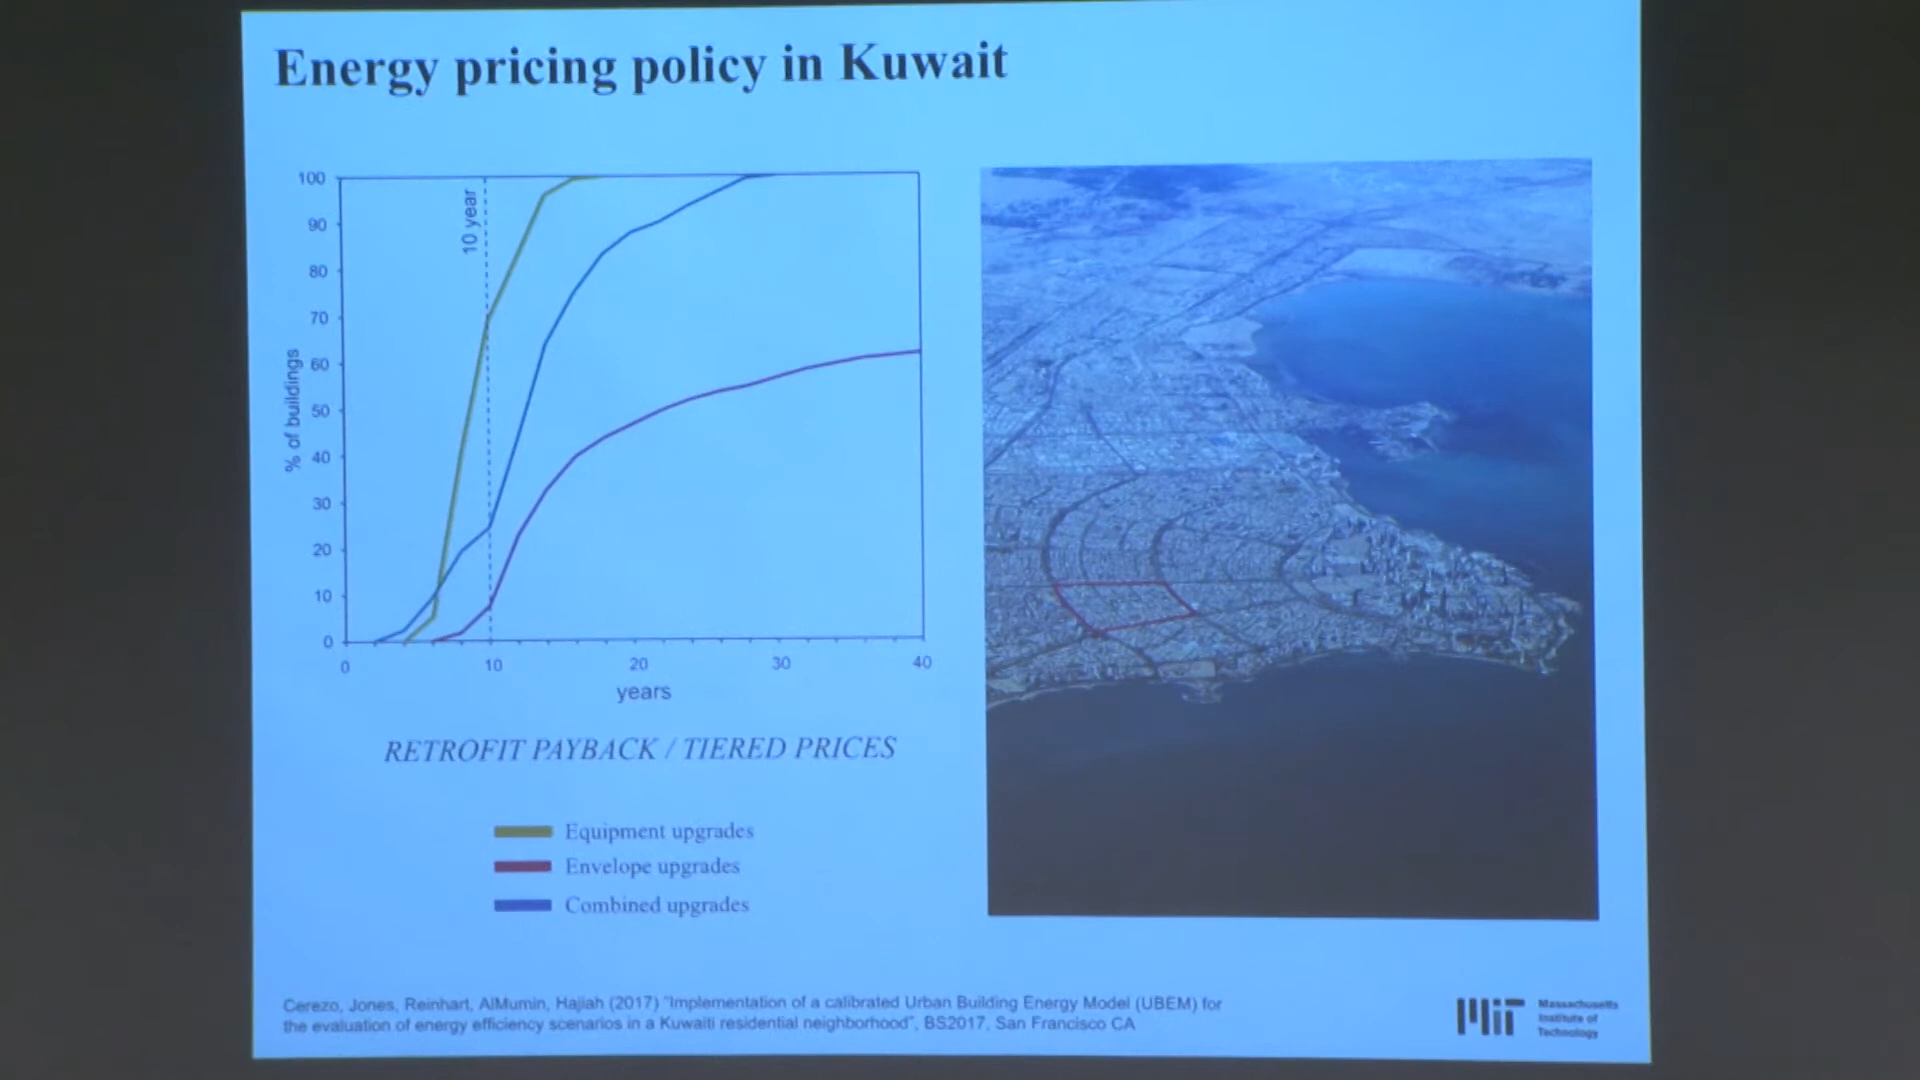 Energy pricing policy in Kuwait
100
90
80
70
60
50
40
30
20
10
0
% of buildings
10 year
0
10
20
30
40
years
RETROFIT PAYBACK / TIERED PRICES
Equipment upgrades
Envelope upgrades
Combined upgrades
Cerezo, Jones, Reinhart, AlMumin, Hajiah (2017) "Implementation of a calibrated Urban Building Energy Model (UBEM) for
the evaluation of energy efficiency scenarios in a Kuwaiti residential neighborhood", BS2017, San Francisco CA
MIT
Massachusetts
Institute of
Technology